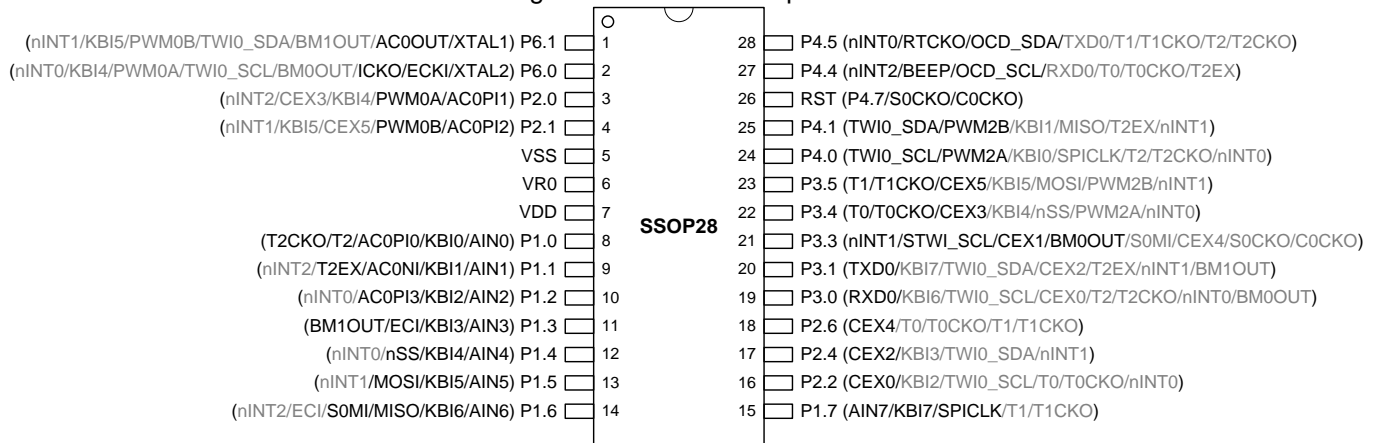 (nINT1/KBI5/PWM0B/TWI0_SDA/BM1OUT/AC0OUT/XTAL1) P6.1 1
(nINT0/KBI4/PWM0A/TWI0_SCL/BM0OUT/ICKO/ECKI/XTAL2) P6.0 2
(nINT2/CEX3/KBI4/PWM0A/AC0PI1) P2.0 3
(nINT1/KBI5/CEX5/PWM0B/AC0PI2) P2.1 4
VSS 5
VR0 6
VDD 7
(T2CKO/T2/AC0PI0/KBI0/AIN0) P1.0 8
(nINT2/T2EX/AC0NI/KBI1/AIN1) P1.1 9
(nINT0/AC0PI3/KBI2/AIN2) P1.2 10
(BM1OUT/ECI/KBI3/AIN3) P1.3 11
(nINT0/nSS/KBI4/AIN4) P1.4 12
(nINT1/MOSI/KBI5/AIN5) P1.5 13
(nINT2/ECI/S0MI/MISO/KBI6/AIN6) P1.6 14
SSOP28
28 P4.5 (nINT0/RTCKO/OCD_SDA/TXD0/T1/T1CKO/T2/T2CKO)
27 P4.4 (nINT2/BEEP/OCD_SCL/RXD0/T0/T0CKO/T2EX)
26 RST (P4.7/S0CKO/C0CKO)
25 P4.1 (TWI0_SDA/PWM2B/KBI1/MISO/T2EX/nINT1)
24 P4.0 (TWI0_SCL/PWM2A/KBI0/SPICLK/T2/T2CKO/nINT0)
23 P3.5 (T1/T1CKO/CEX5/KBI5/MOSI/PWM2B/nINT1)
22 P3.4 (T0/T0CKO/CEX3/KBI4/nSS/PWM2A/nINT0)
21 P3.3 (nINT1/STWI_SCL/CEX1/BM0OUT/S0MI/CEX4/S0CKO/C0CKO)
20 P3.1 (TXD0/KBI7/TWI0_SDA/CEX2/T2EX/nINT1/BM1OUT)
19 P3.0 (RXD0/KBI6/TWI0_SCL/CEX0/T2/T2CKO/nINT0/BM0OUT)
18 P2.6 (CEX4/T0/T0CKO/T1/T1CKO)
17 P2.4 (CEX2/KBI3/TWI0_SDA/nINT1)
16 P2.2 (CEX0/KBI2/TWI0_SCL/T0/T0CKO/nINT0)
15 P1.7 (AIN7/KBI7/SPICLK/T1/T1CKO)